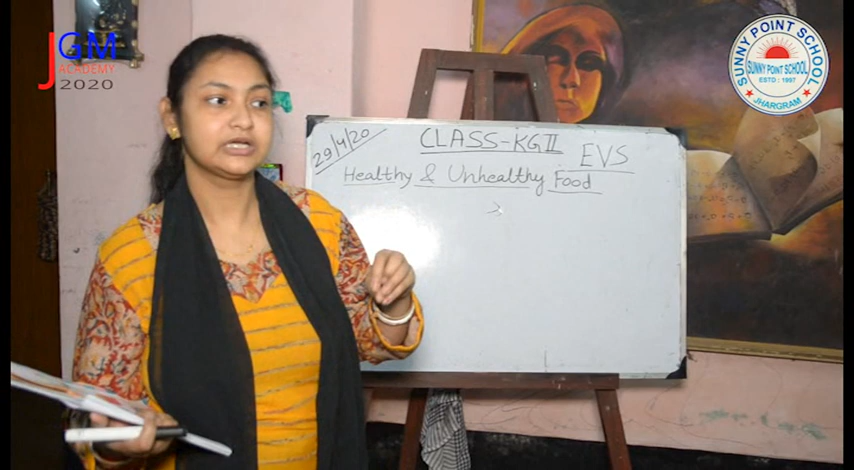 JGM
ACADEMY
2020
SUNNY POINT SCHOOL
SUNNY POINT SCHOOL
ESTD : 1997
JHARGRAM
29/4/20
CLASS-KG II
EVS
Healthy & Unhealthy Food